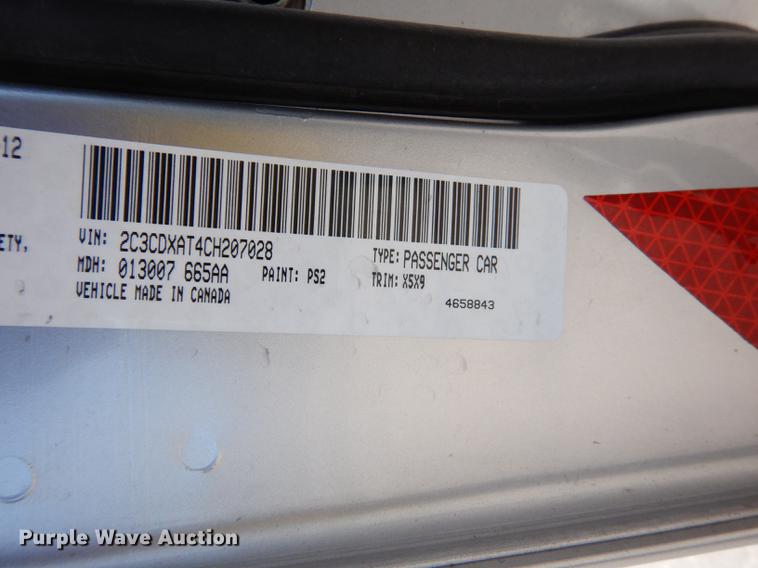 12
ETY,
VIN: 2C3CDXAT4CH207028
TYPE: PASSENGER CAR
MDH: 013007 665AA
PAINT: PS2
TRIM: X5X9
VEHICLE MADE IN CANADA
4658843
Purple Wave Auction